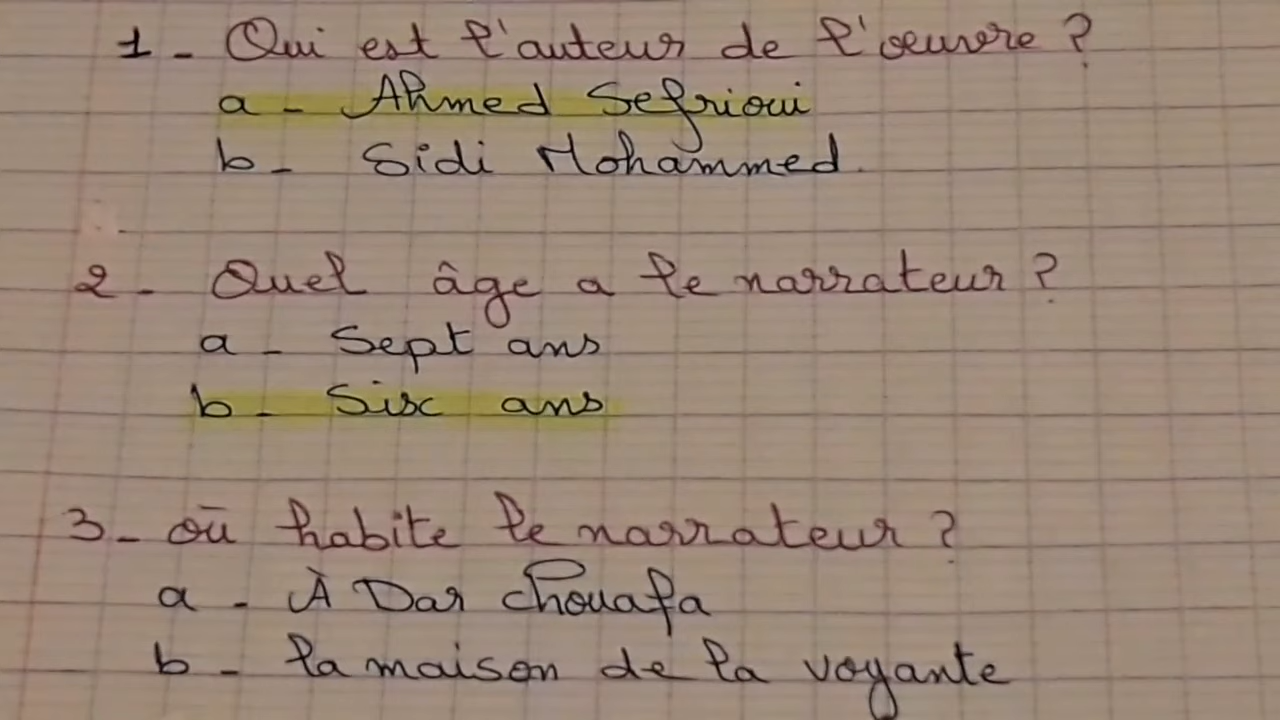 1 - Qui est l'auteur de l'oeuvre ?
a - Ahmed Sefrioui
b - Sidi Mohammed.
2 - Quel âge a le narrateur ?
a - Sept ans
b - Six ans
3 - où habite le narrateur ?
a - À Dar Chouafa
b - la maison de la voyante